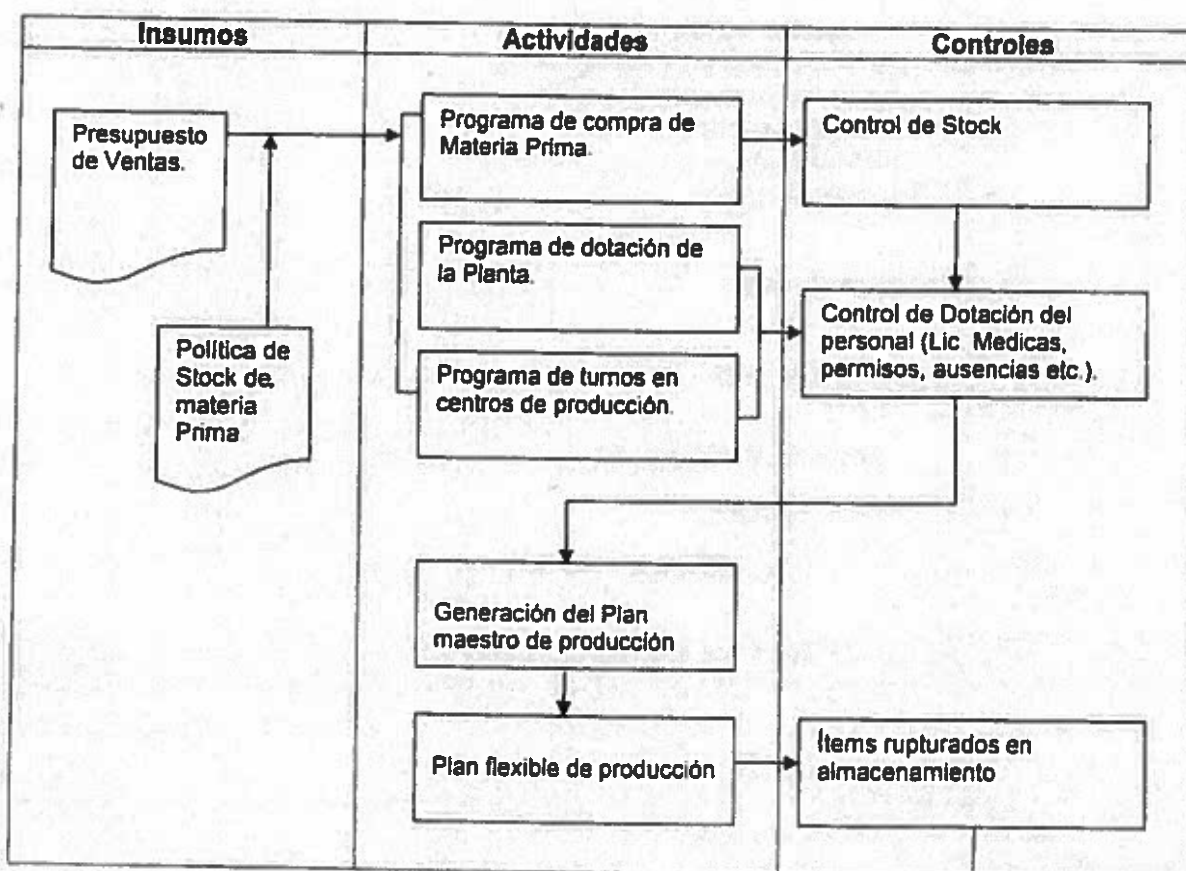 Insumos
Actividades
Controles
Presupuesto
de Ventas.
Programa de compra de
Materia Prima.
Control de Stock
Programa de dotación de
la Planta.
Política de
Stock de
materia
Prima
Control de Dotación del
personal (Lic Medicas,
permisos, ausencias etc.).
Programa de turnos en
centros de producción.
Generación del Plan
maestro de producción
Plan flexible de producción
Ítems rupturados en
almacenamiento